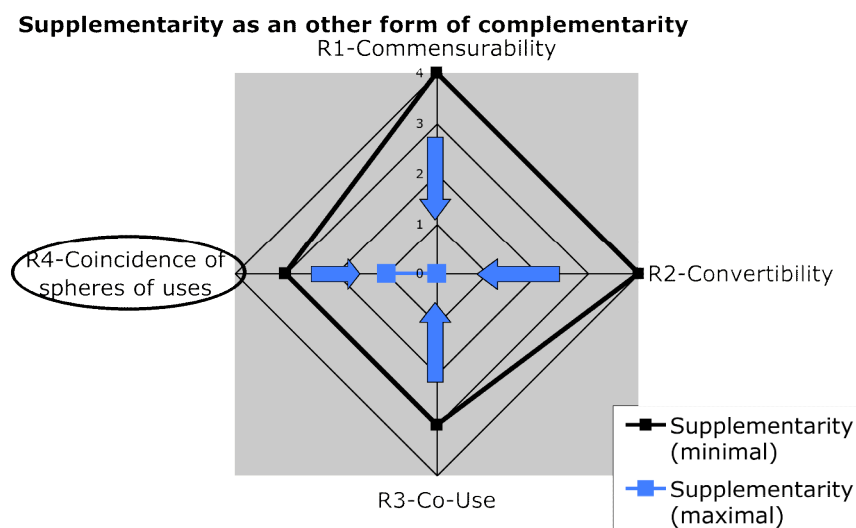 Supplementarity as an other form of complementarity
R1-Commensurability
4
3
2
1
0
R4-Coincidence of
spheres of uses
R2-Convertibility
R3-Co-Use
Supplementarity
(minimal)
Supplementarity
(maximal)